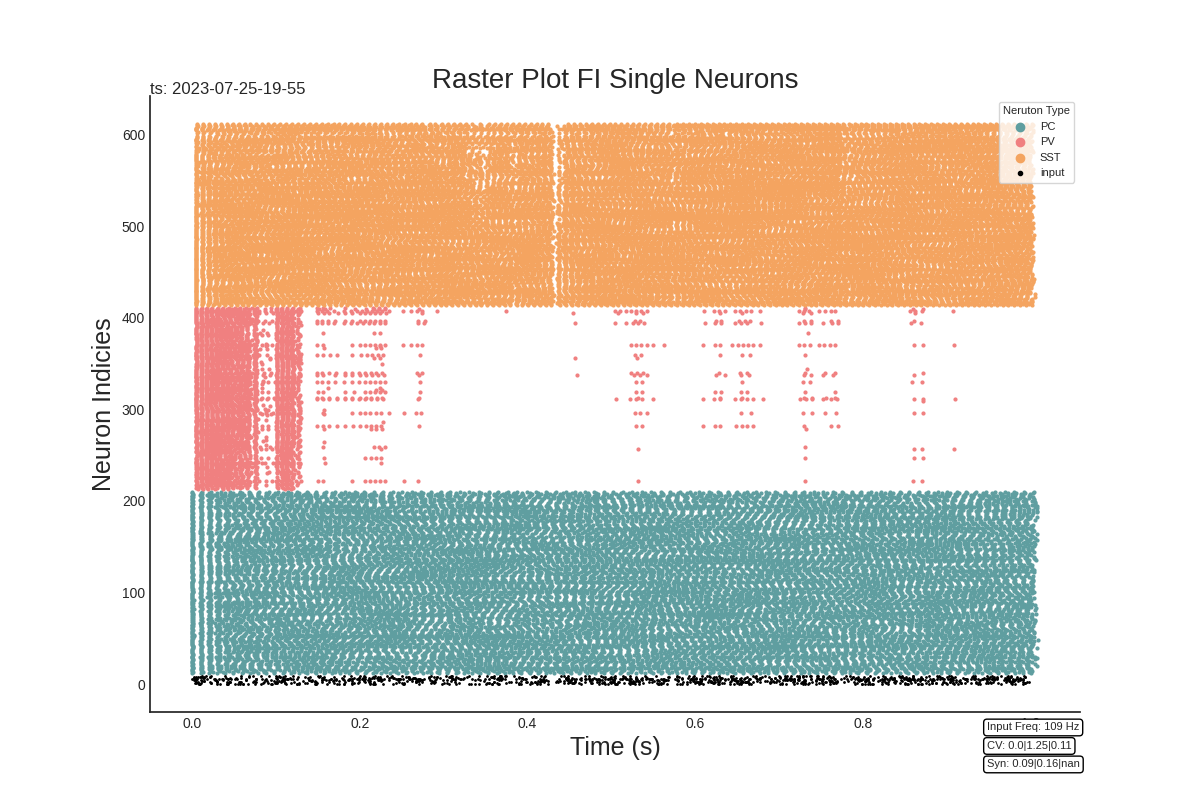 Raster Plot FI Single Neurons
ts: 2023-07-25-19-55
Neruton Type
PC
PV
SST
input
Neuron Indicies
600
500
400
300
200
100
0
0.0 0.2 0.4 0.6 0.8
Time (s)
Input Freq: 109 Hz
CV: 0.0|1.25|0.11
Syn: 0.09|0.16|nan